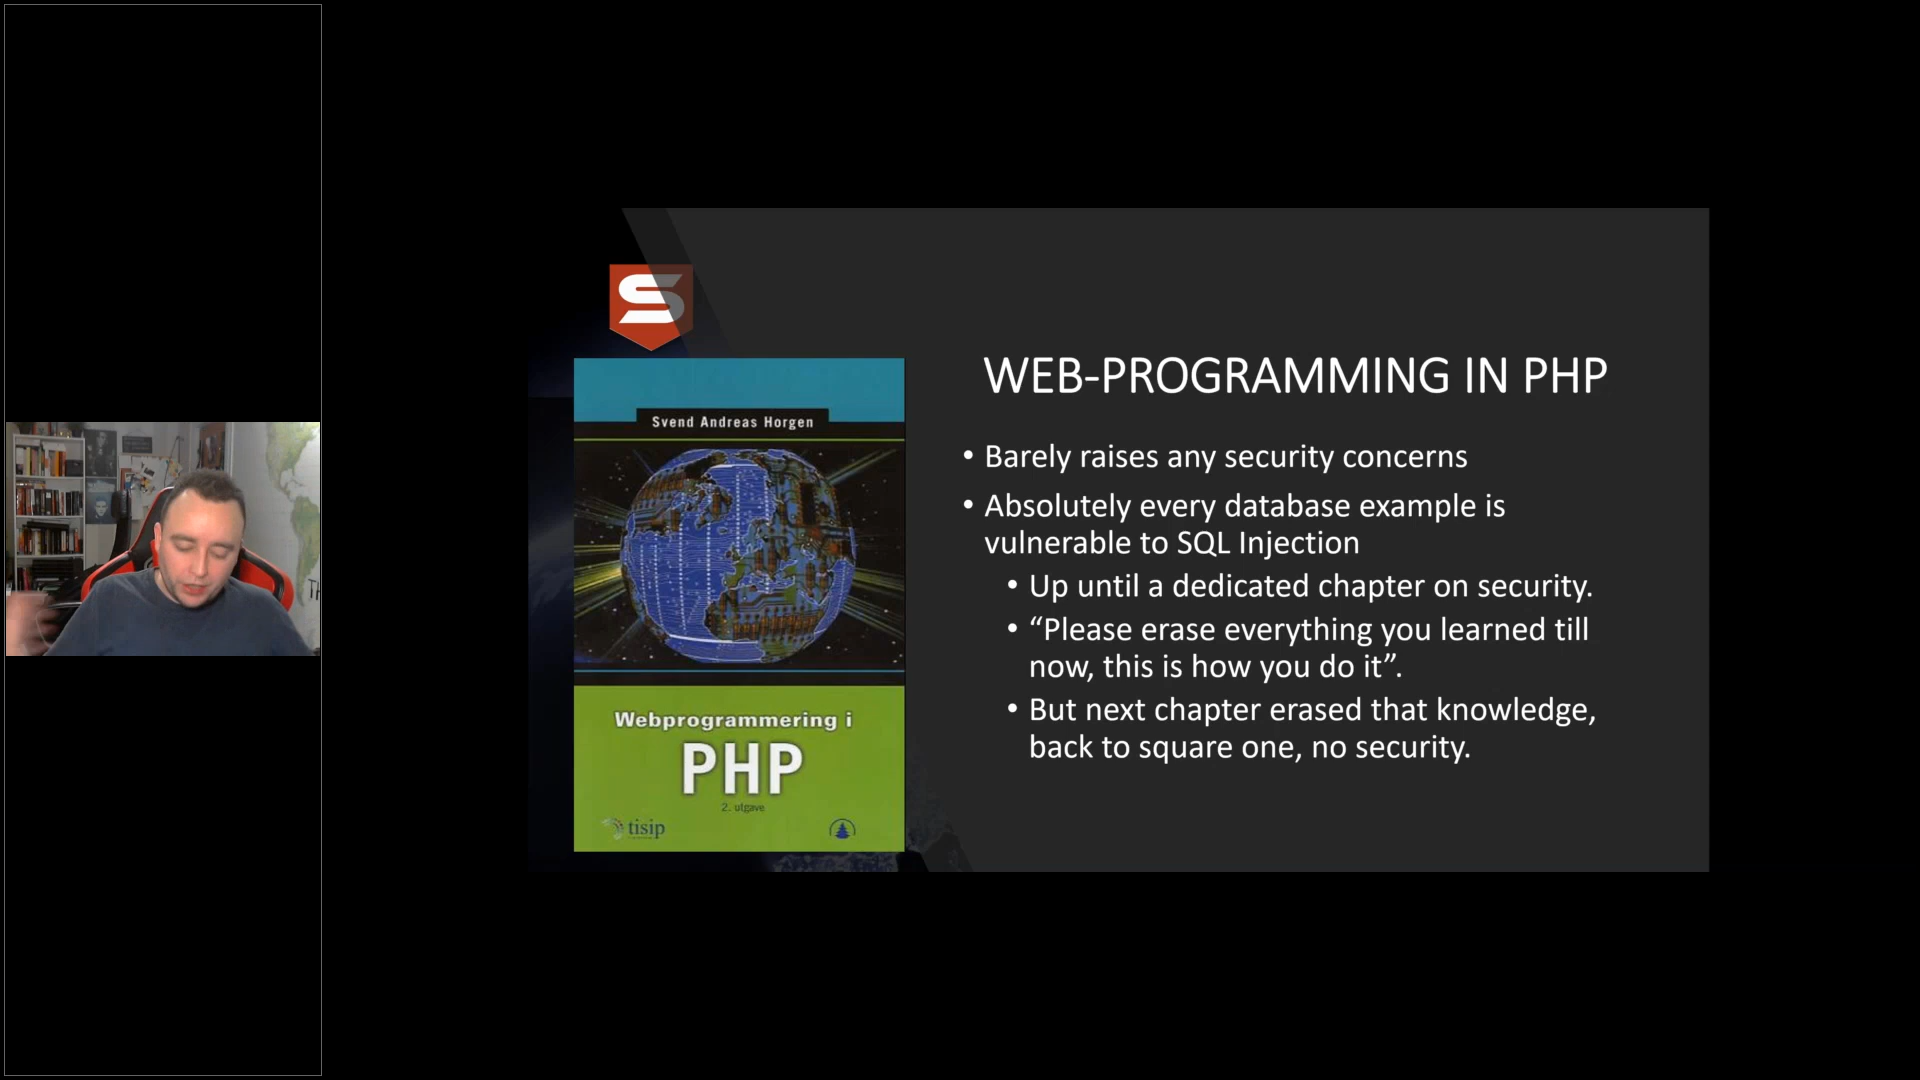 WEB-PROGRAMMING IN PHP
• Barely raises any security concerns
• Absolutely every database example is
vulnerable to SQL Injection
• Up until a dedicated chapter on security.
• “Please erase everything you learned till
now, this is how you do it”.
• But next chapter erased that knowledge,
back to square one, no security.
Svend Andreas Horgen
Webprogrammering i
PHP
2. utgave
tisip
S